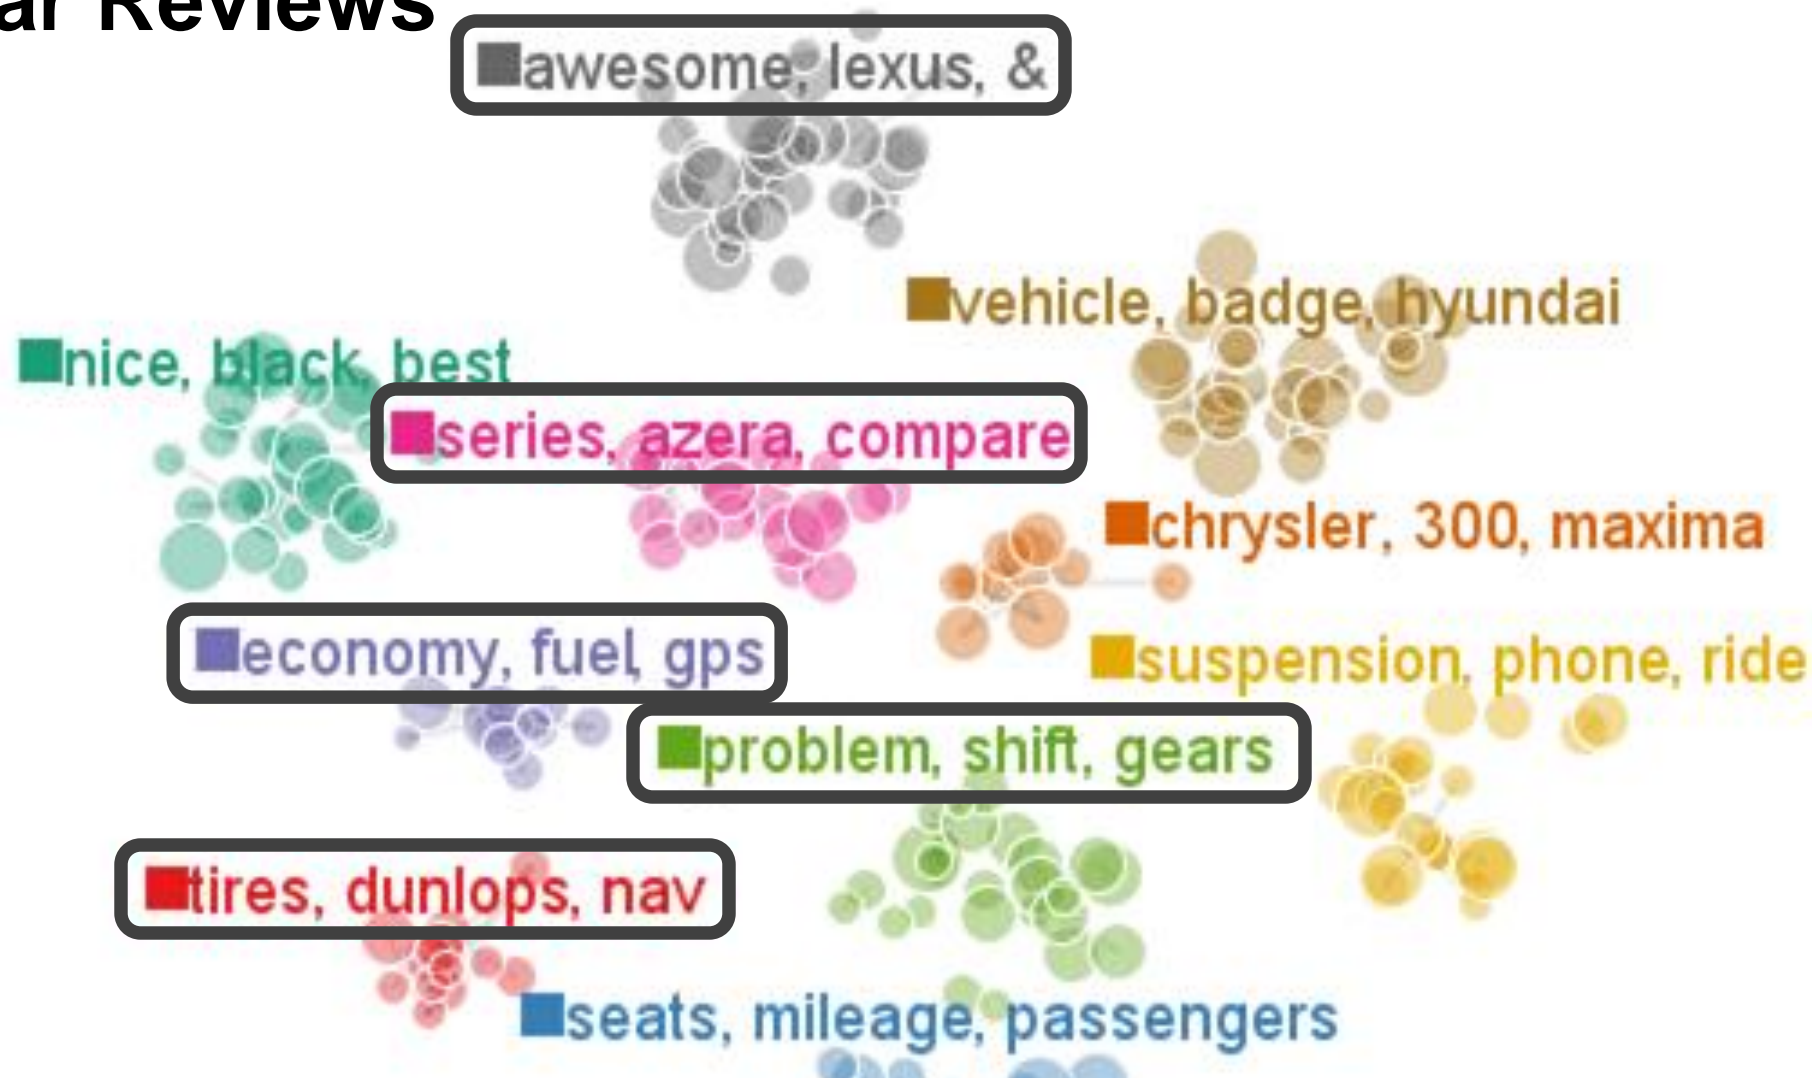 ar Reviews
awesome, lexus, &
vehicle, badge, hyundai
nice, black, best
series, azera, compare
chrysler, 300, maxima
economy, fuel, gps
suspension, phone, ride
problem, shift, gears
tires, dunlops, nav
seats, mileage, passengers